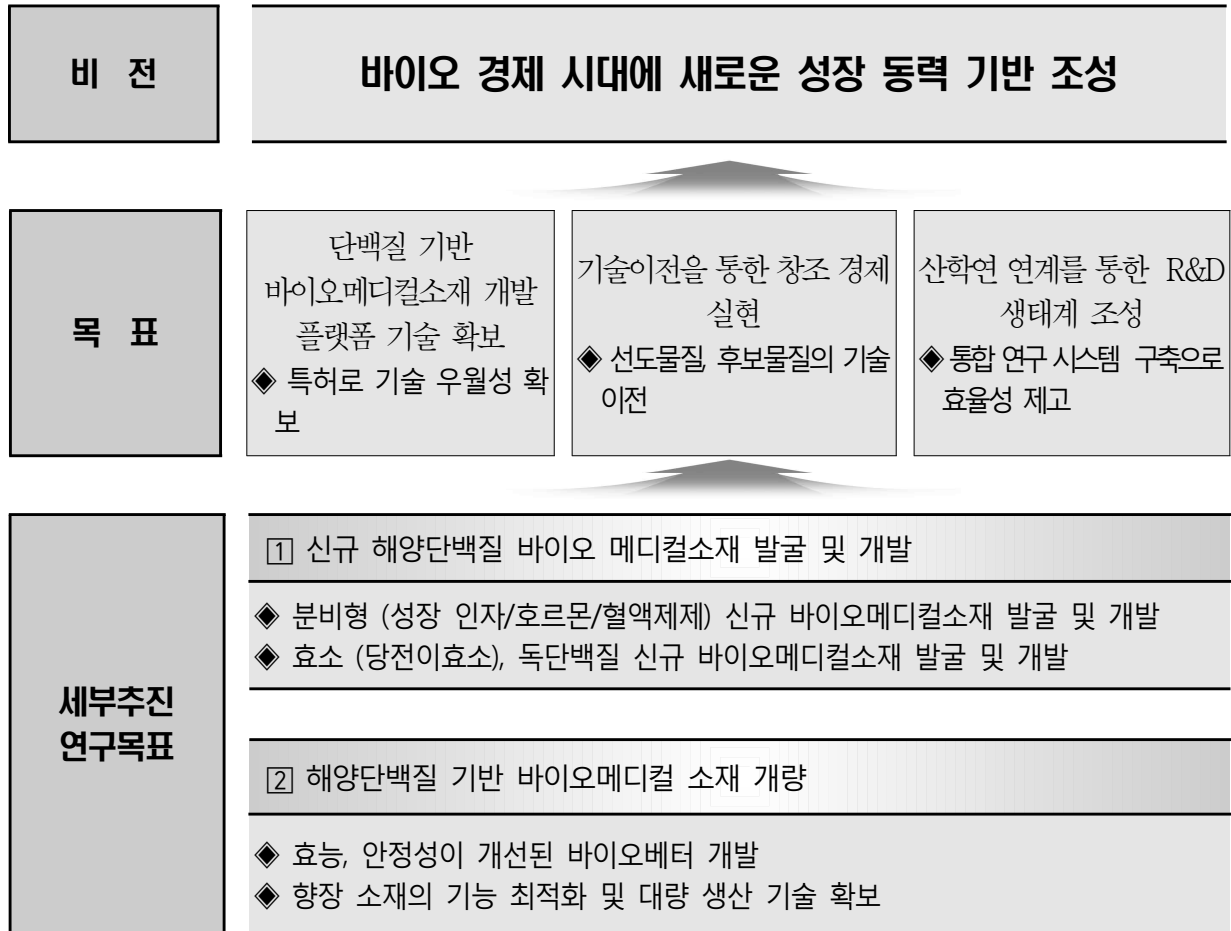 비 전
바이오 경제 시대에 새로운 성장 동력 기반 조성
목 표
단백질 기반
바이오메디컬소재 개발
플랫폼 기술 확보
◈ 특허로 기술 우월성 확
보
기술이전을 통한 창조 경제
실현
◈ 선도물질, 후보물질의 기술
이전
산학연 연계를 통한 R&D
생태계 조성
◈ 통합 연구 시스템 구축으로
효율성 제고
세부추진
연구목표
1 신규 해양단백질 바이오 메디컬소재 발굴 및 개발
◈ 분비형 (성장 인자/호르몬/혈액제제) 신규 바이오메디컬소재 발굴 및 개발
◈ 효소 (당전이효소), 독단백질 신규 바이오메디컬소재 발굴 및 개발
2 해양단백질 기반 바이오메디컬 소재 개량
◈ 효능, 안정성이 개선된 바이오베터 개발
◈ 향장 소재의 기능 최적화 및 대량 생산 기술 확보